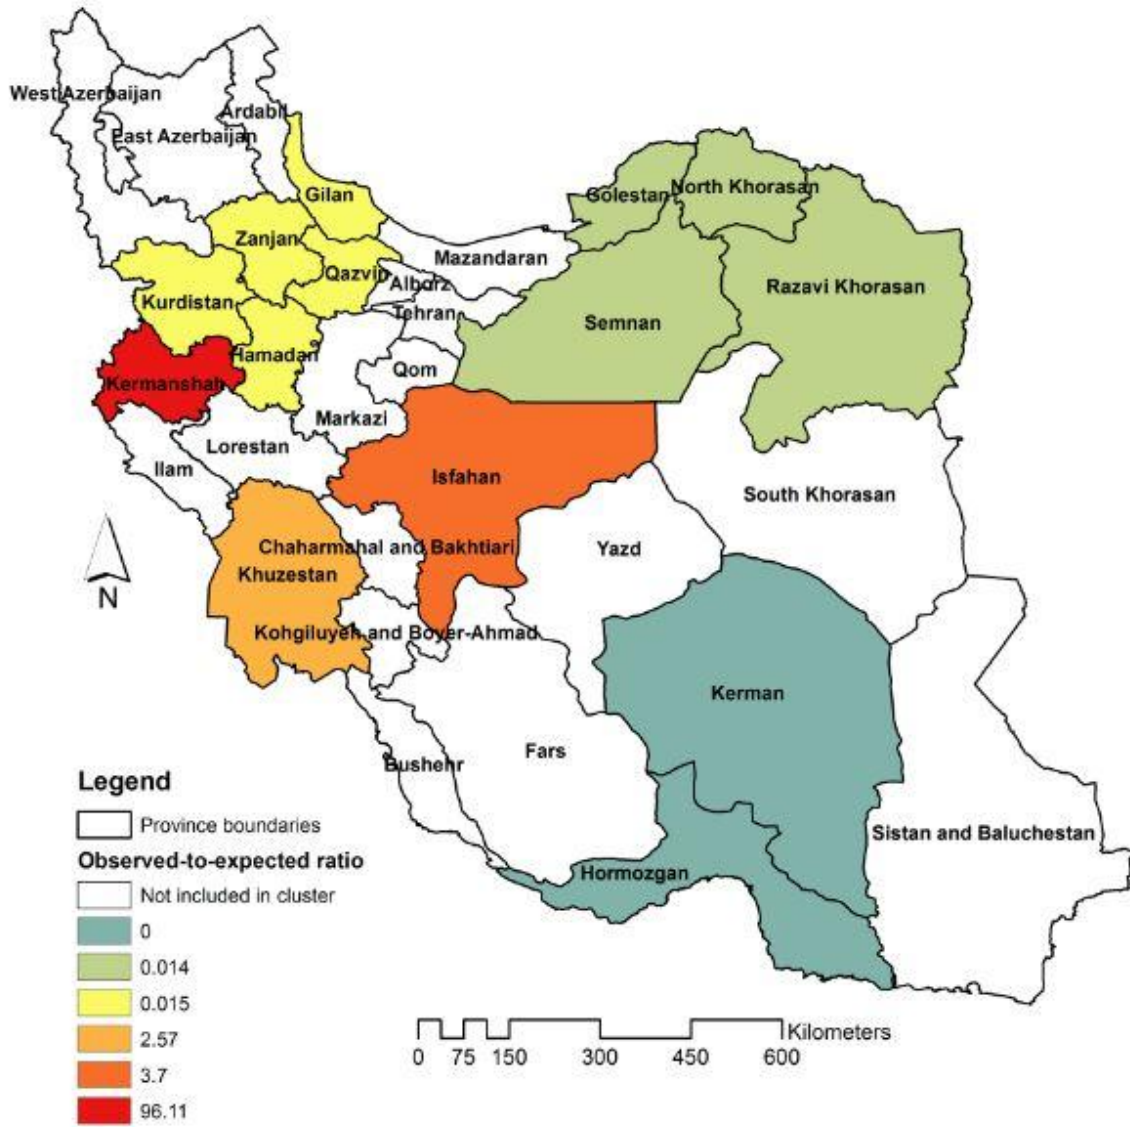 West Azerbaijan
Ardabil
East Azerbaijan
Gilan
Golestan
North Khorasan
Zanjan
Mazandaran
Qazvin
Alborz
Razavi Khorasan
Kurdistan
Tehran
Semnan
Hamadan
Qom
Kermanshah
Markazi
Lorestan
Ilam
Isfahan
South Khorasan
Chaharmahal and Bakhtiari
Yazd
Khuzestan
N
Kohgiluyeh and Boyer-Ahmad
Kerman
Fars
Bushehr
Sistan and Baluchestan
Hormozgan
Legend
Province boundaries
Observed-to-expected ratio
Not included in cluster
0
0.014
0.015
2.57
3.7
96.11
Kilometers
0 75 150 300 450 600